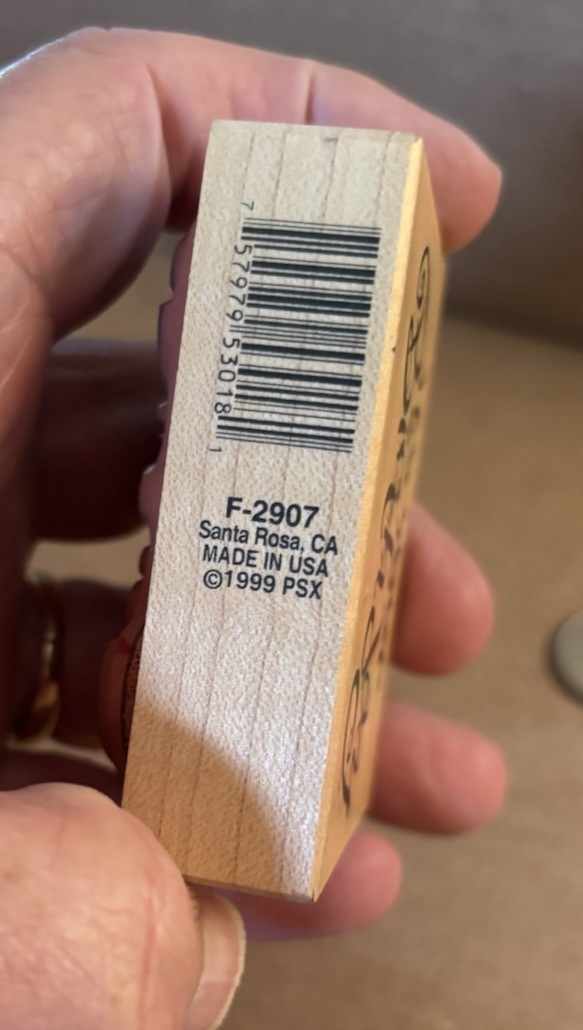 7 57979 53018 1
F-2907
Santa Rosa, CA
MADE IN USA
©1999 PSX